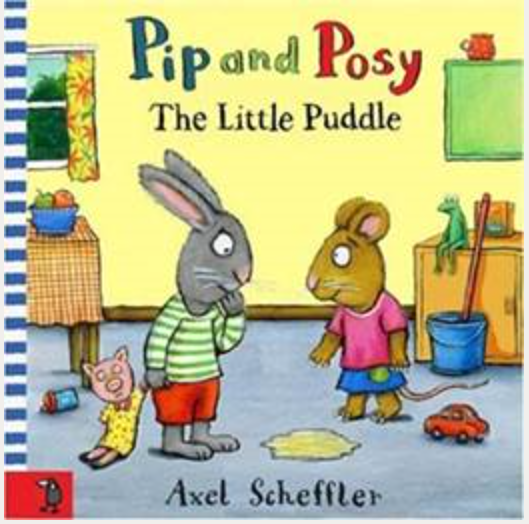 Pip and Posy
The Little Puddle
Axel Scheffler